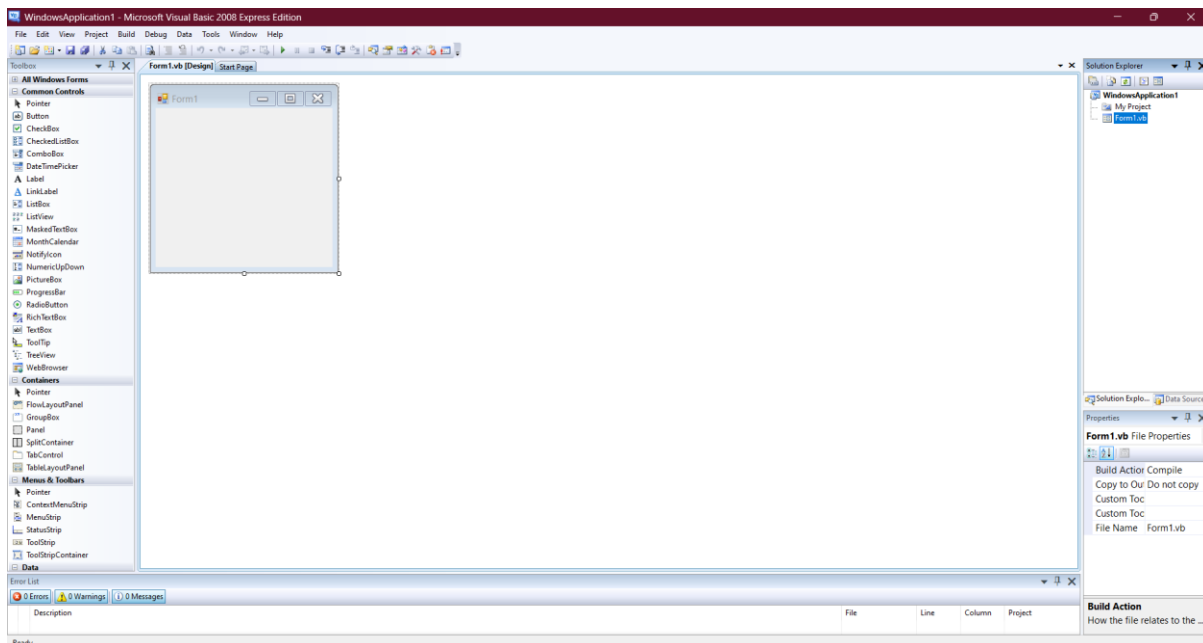 WindowsApplication1 - Microsoft Visual Basic 2008 Express Edition
File Edit View Project Build Debug Data Tools Window Help
Toolbox
All Windows Forms
Common Controls
Pointer
Button
CheckBox
CheckedListBox
ComboBox
DateTimePicker
Label
LinkLabel
ListBox
ListView
MaskedTextBox
MonthCalendar
NotifyIcon
NumericUpDown
PictureBox
ProgressBar
RadioButton
RichTextBox
TextBox
ToolTip
TreeView
WebBrowser
Containers
Pointer
FlowLayoutPanel
GroupBox
Panel
SplitContainer
TabControl
TableLayoutPanel
Menus & Toolbars
Pointer
ContextMenuStrip
MenuStrip
StatusStrip
ToolStrip
ToolStripContainer
Data
Form1.vb [Design] Start Page
Form1
Solution Explorer
WindowsApplication1
My Project
Form1.vb
Solution Explo... Data Source
Properties
Form1.vb File Properties
Build Action Compile
Copy to Ou Do not copy
Custom Toc
Custom Toc
File Name Form1.vb
Build Action
How the file relates to the ...
Error List
0 Errors 0 Warnings 0 Messages
Description File Line Column Project
Ready